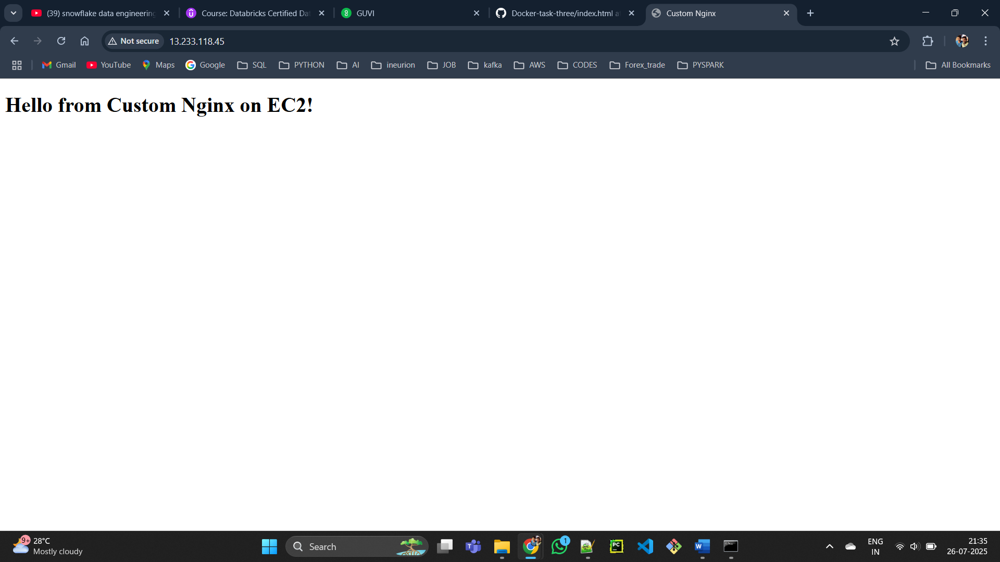 (39) snowflake data engineering
Course: Databricks Certified Dat
GUVI
Docker-task-three/index.html a
Custom Nginx
Not secure
13.233.118.45
Gmail
YouTube
Maps
Google
SQL
PYTHON
AI
ineurion
JOB
kafka
AWS
CODES
Forex_trade
PYSPARK
All Bookmarks
Hello from Custom Nginx on EC2!
9+
28°C
Mostly cloudy
Search
1
PC
W
ENG
IN
21:35
26-07-2025